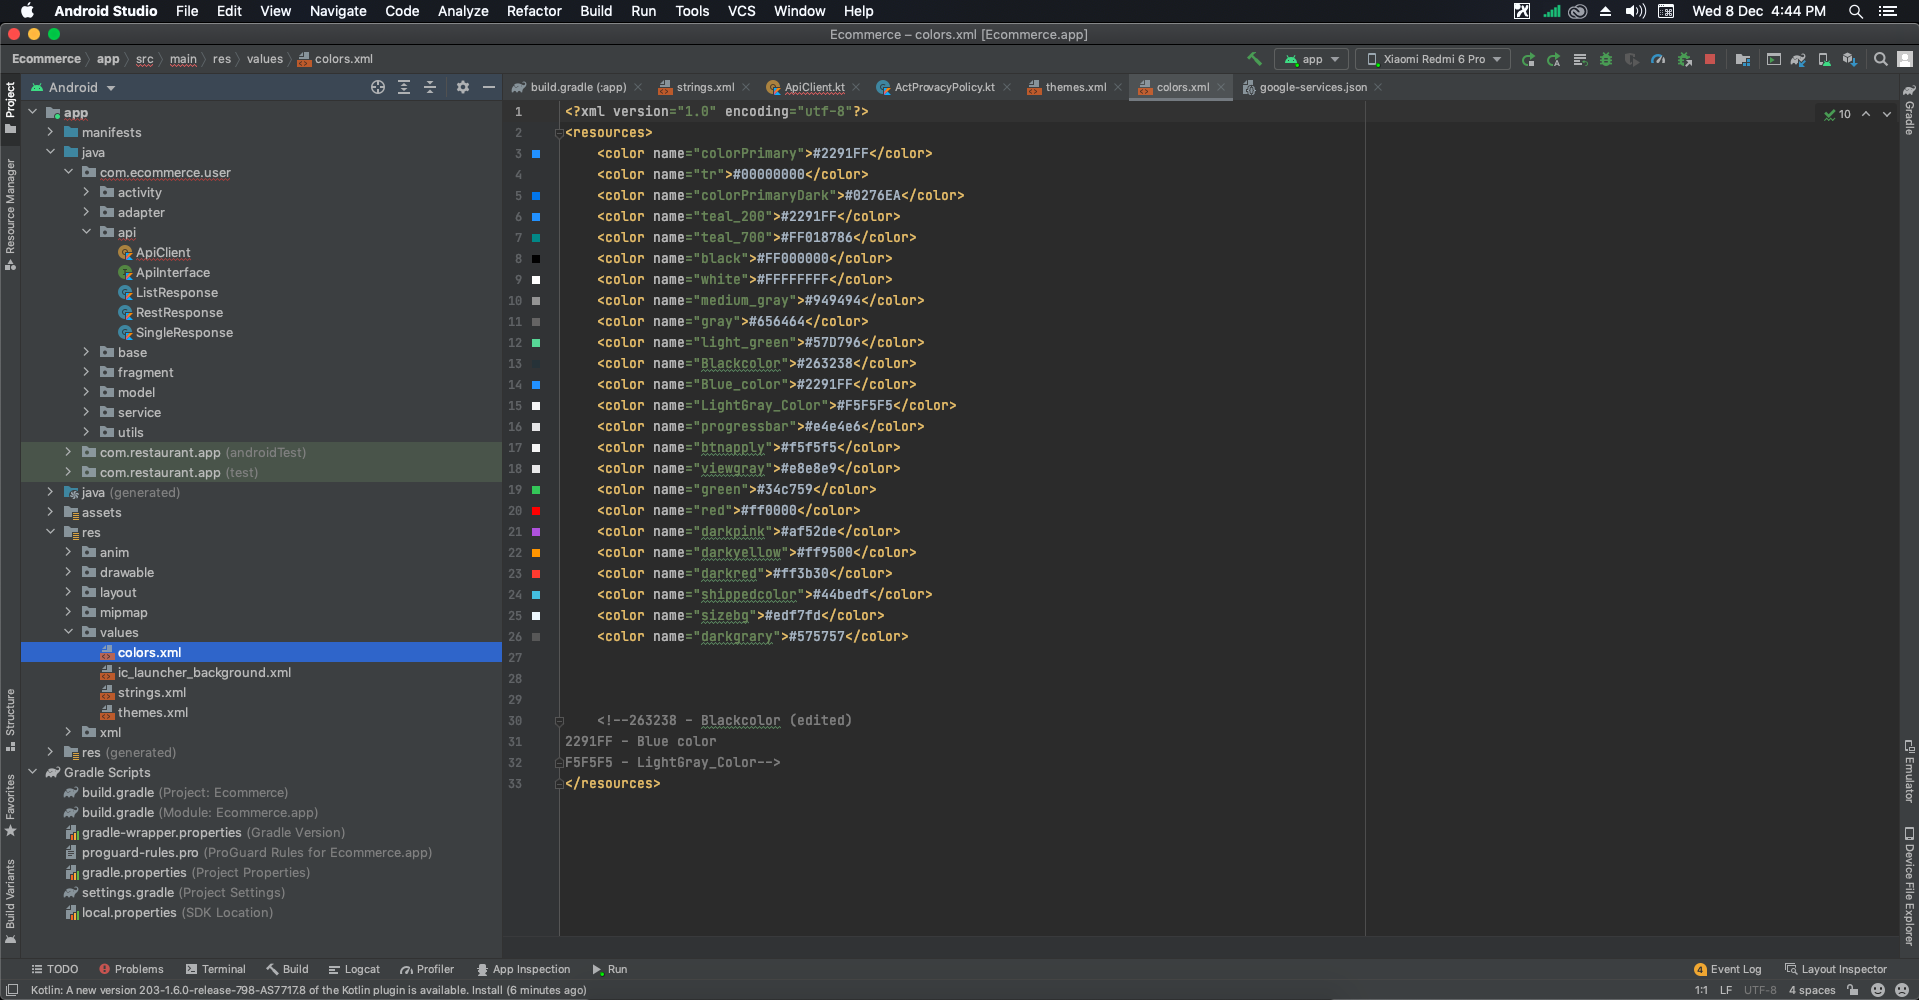 Android Studio File Edit View Navigate Code Analyze Refactor Build Run Tools VCS Window Help Wed 8 Dec 4:44 PM
Ecommerce – colors.xml [Ecommerce.app]
Ecommerce app src main res values colors.xml app Xiaomi Redmi 6 Pro
Android build.gradle (:app) strings.xml ApiClient.kt ActProvacyPolicy.kt themes.xml colors.xml google-services.json
Project
Resource Manager
Structure
Favorites
Build Variants
app
manifests
java
com.ecommerce.user
activity
adapter
api
ApiClient
ApiInterface
ListResponse
RestResponse
SingleResponse
base
fragment
model
service
utils
com.restaurant.app (androidTest)
com.restaurant.app (test)
java (generated)
assets
res
anim
drawable
layout
mipmap
values
colors.xml
ic_launcher_background.xml
strings.xml
themes.xml
xml
res (generated)
Gradle Scripts
build.gradle (Project: Ecommerce)
build.gradle (Module: Ecommerce.app)
gradle-wrapper.properties (Gradle Version)
proguard-rules.pro (ProGuard Rules for Ecommerce.app)
gradle.properties (Project Properties)
settings.gradle (Project Settings)
local.properties (SDK Location)
1 <?xml version="1.0" encoding="utf-8"?>
2 <resources>
3 <color name="colorPrimary">#2291FF</color>
4 <color name="tr">#00000000</color>
5 <color name="colorPrimaryDark">#0276EA</color>
6 <color name="teal_200">#2291FF</color>
7 <color name="teal_700">#FF018786</color>
8 <color name="black">#FF000000</color>
9 <color name="white">#FFFFFFFF</color>
10 <color name="medium_gray">#949494</color>
11 <color name="gray">#656464</color>
12 <color name="light_green">#57D796</color>
13 <color name="Blackcolor">#263238</color>
14 <color name="Blue_color">#2291FF</color>
15 <color name="LightGray_Color">#F5F5F5</color>
16 <color name="progressbar">#e4e4e6</color>
17 <color name="btnapply">#f5f5f5</color>
18 <color name="viewgray">#e8e8e9</color>
19 <color name="green">#34c759</color>
20 <color name="red">#ff0000</color>
21 <color name="darkpink">#af52de</color>
22 <color name="darkyellow">#ff9500</color>
23 <color name="darkred">#ff3b30</color>
24 <color name="shippedcolor">#44bedf</color>
25 <color name="sizebg">#edf7fd</color>
26 <color name="darkgrary">#575757</color>
27
28
29
30 <!--263238 - Blackcolor (edited)
31 2291FF - Blue color
32 F5F5F5 - LightGray_Color-->
33 </resources>
10
Gradle
Emulator
Device File Explorer
TODO Problems Terminal Build Logcat Profiler App Inspection Run 4 Event Log Layout Inspector
Kotlin: A new version 203-1.6.0-release-798-AS7717.8 of the Kotlin plugin is available. Install (6 minutes ago) 1:1 LF UTF-8 4 spaces